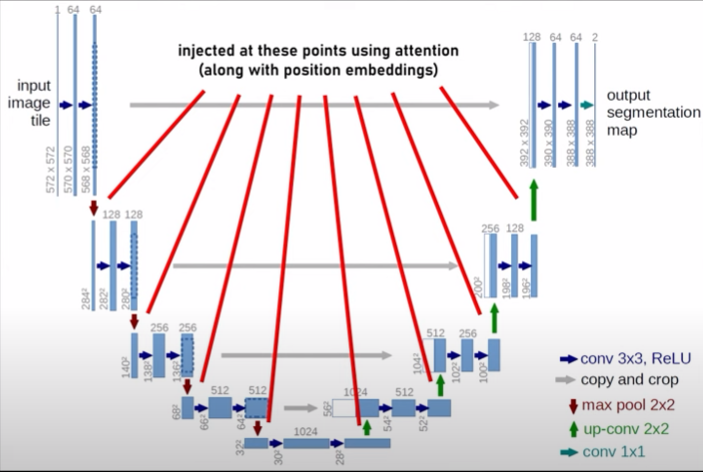 1 64 64
128 64 64 2
injected at these points using attention
(along with position embeddings)
input
image
tile
output
segmentation
map
572 x 572
570 x 570
568 x 568
392 x 392
390 x 390
388 x 388
388 x 388
128 128
256 128
284²
282²
280²
200²
198²
196²
256 256
512 256
140²
138²
136²
104²
102²
100²
512 512
1024 512
68²
66²
64²
56²
54²
52²
1024
32²
30²
28²
conv 3x3, ReLU
copy and crop
max pool 2x2
up-conv 2x2
conv 1x1